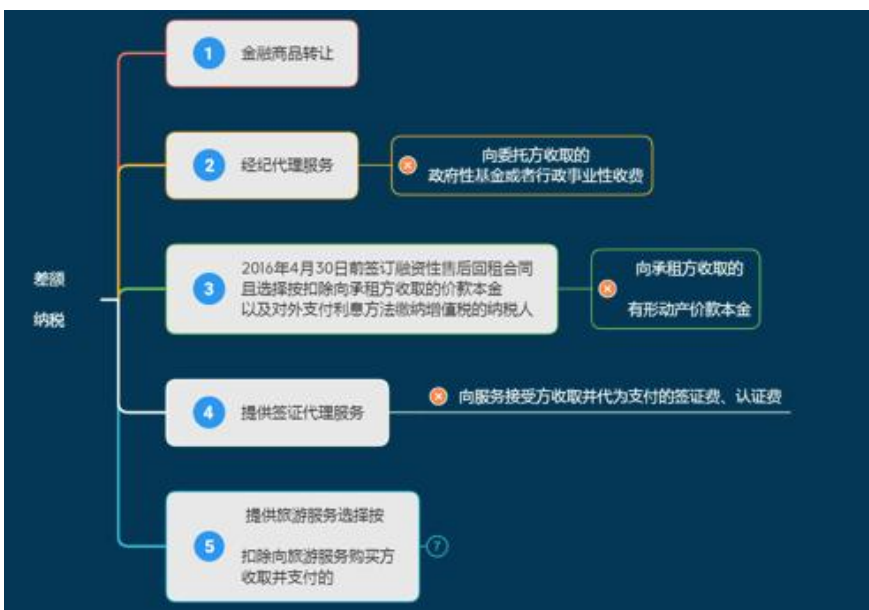 差额
纳税
1
金融商品转让
2
经纪代理服务
向委托方收取的
政府性基金或者行政事业性收费
3
2016年4月30日前签订融资性售后回租合同
且选择按扣除向承租方收取的价款本金
以及对外支付利息方法缴纳增值税的纳税人
向承租方收取的
有形动产价款本金
4
提供签证代理服务
向服务接受方收取并代为支付的签证费、认证费
5
提供旅游服务选择按
扣除向旅游服务购买方
收取并支付的
7